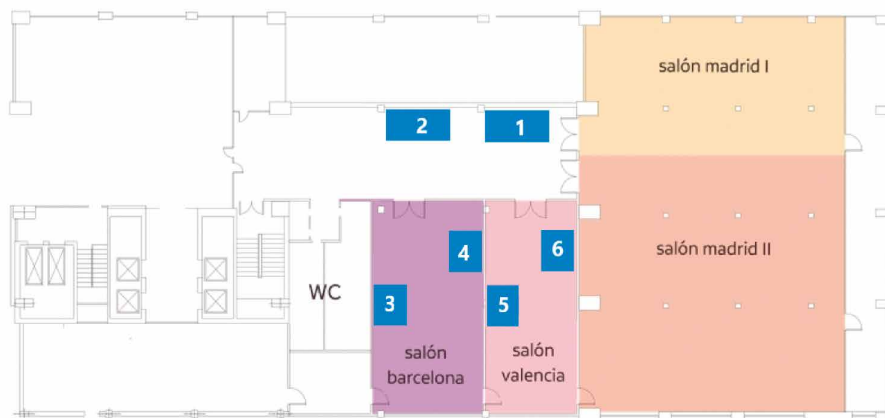 salón madrid I
2
1
4
6
salón madrid II
WC
3
5
salón
barcelona
salón
valencia